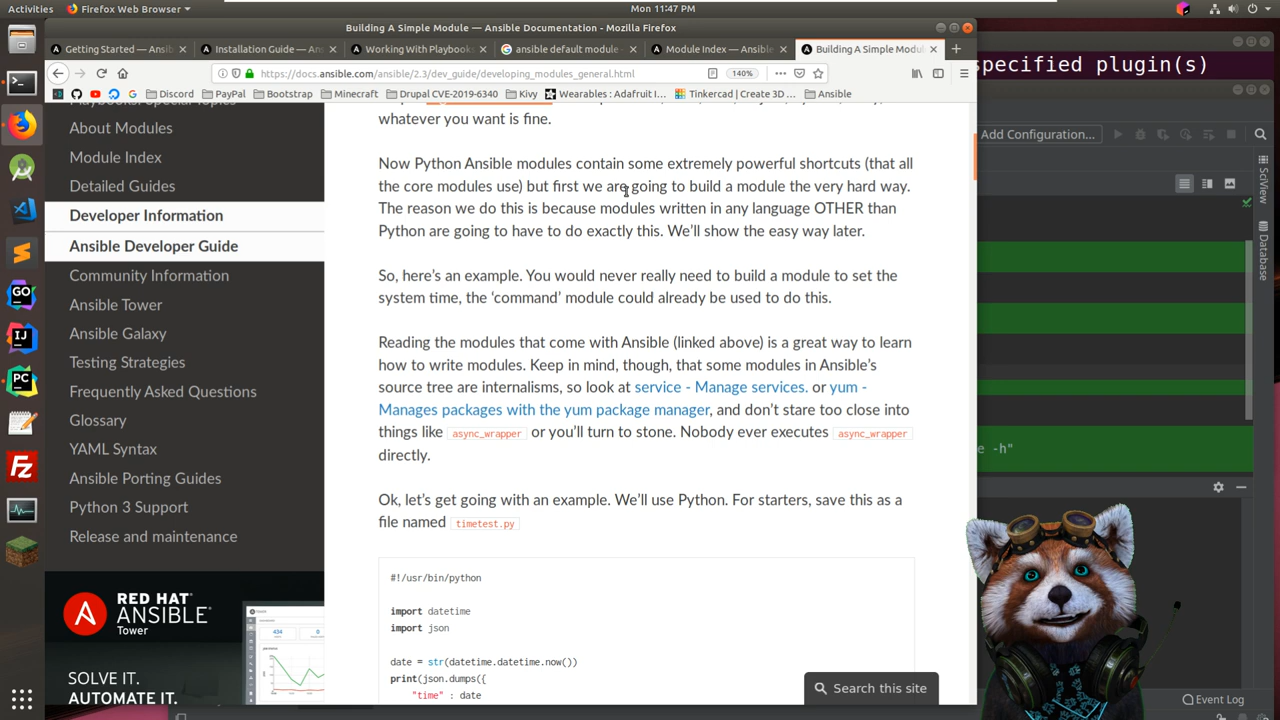 Activities
Firefox Web Browser
Mon 11:47 PM
Building A Simple Module — Ansible Documentation - Mozilla Firefox
Getting Started — Ansib
Installation Guide — Ans
Working With Playbooks
ansible default module -
Module Index — Ansible
Building A Simple Modu
https://docs.ansible.com/ansible/2.3/dev_guide/developing_modules_general.html
140%
Discord
PayPal
Bootstrap
Minecraft
Drupal CVE-2019-6340
Kivy
Wearables : Adafruit I...
Tinkercad | Create 3D ...
Ansible
About Modules
Module Index
Detailed Guides
Developer Information
Ansible Developer Guide
Community Information
Ansible Tower
Ansible Galaxy
Testing Strategies
Frequently Asked Questions
Glossary
YAML Syntax
Ansible Porting Guides
Python 3 Support
Release and maintenance
RED HAT
ANSIBLE
Tower
434
0
SOLVE IT.
AUTOMATE IT.
whatever you want is fine.
Now Python Ansible modules contain some extremely powerful shortcuts (that all
the core modules use) but first we are going to build a module the very hard way.
The reason we do this is because modules written in any language OTHER than
Python are going to have to do exactly this. We’ll show the easy way later.
So, here’s an example. You would never really need to build a module to set the
system time, the ‘command’ module could already be used to do this.
Reading the modules that come with Ansible (linked above) is a great way to learn
how to write modules. Keep in mind, though, that some modules in Ansible’s
source tree are internalisms, so look at service - Manage services. or yum -
Manages packages with the yum package manager, and don’t stare too close into
things like async_wrapper or you’ll turn to stone. Nobody ever executes async_wrapper
directly.
Ok, let’s get going with an example. We’ll use Python. For starters, save this as a
file named timetest.py
#!/usr/bin/python
import datetime
import json
date = str(datetime.datetime.now())
print(json.dumps({
"time" : date
Search this site
specified plugin(s)
Add Configuration...
SciView
Database
e -h"
Event Log
GO
IJ
PC
Fz